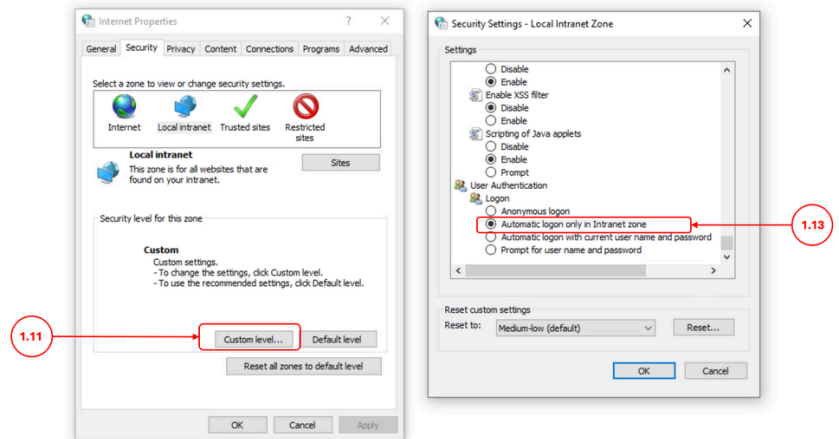 Internet Properties
General Security Privacy Content Connections Programs Advanced
Select a zone to view or change security settings.
Internet Local intranet Trusted sites Restricted
sites
Local intranet
This zone is for all websites that are
found on your intranet.
Sites
Security level for this zone
Custom
Custom settings.
- To change the settings, click Custom level.
- To use the recommended settings, click Default level.
1.11
Custom level... Default level
Reset all zones to default level
OK Cancel Apply
Security Settings - Local Intranet Zone
Settings
Disable
Enable
Enable XSS filter
Disable
Enable
Scripting of Java applets
Disable
Enable
Prompt
User Authentication
Logon
Anonymous logon
Automatic logon only in Intranet zone
1.13
Automatic logon with current user name and password
Prompt for user name and password
Reset custom settings
Reset to: Medium-low (default) Reset...
OK Cancel